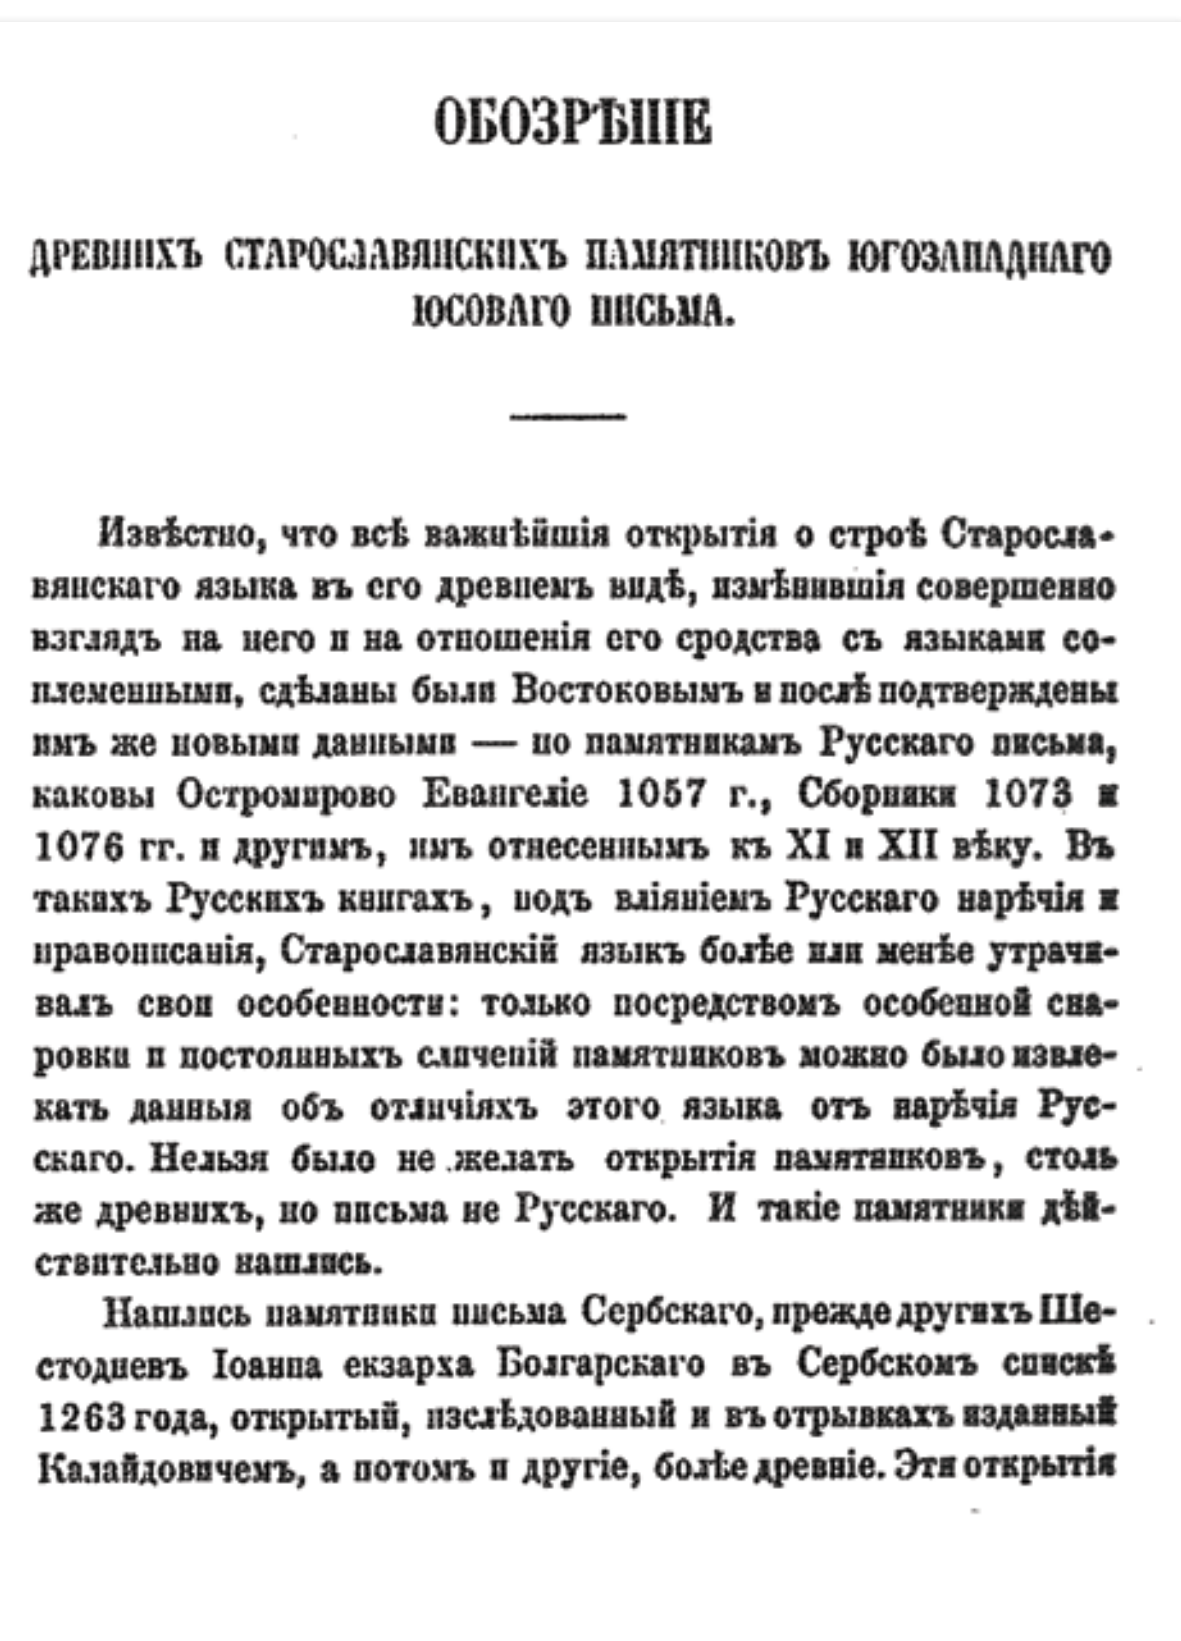 ОБОЗРѢНІЕ
ДРЕВНИХЪ СТАРОСЛАВЯНСКИХЪ ПАМЯТНИКОВЪ ЮГОЗАПАДНАГО
ЮСОВАГО ПИСЬМА.
Извѣстно, что всѣ важнѣйшія открытія о строѣ Старосла-
вянскаго языка въ его древнемъ видѣ, измѣнившія совершенно
взглядъ на него и на отношенія его сродства съ языками со-
племенными, сдѣланы были Востоковымъ и послѣ подтверждены
имъ же новыми данными — по памятникамъ Русскаго письма,
каковы Остромирово Евангеліе 1057 г., Сборники 1073 и
1076 гг. и другимъ, имъ отнесеннымъ къ XI и XII вѣку. Въ
такихъ Русскихъ книгахъ, подъ вліяніемъ Русскаго нарѣчія и
правописанія, Старославянскій языкъ болѣе или менѣе утрачи-
валъ свои особенности: только посредствомъ особенной сна-
ровки и постоянныхъ сличеній памятниковъ можно было извле-
кать данныя объ отличіяхъ этого языка отъ нарѣчія Рус-
скаго. Нельзя было не желать открытія памятниковъ, столь
же древнихъ, но письма не Русскаго. И такіе памятники дѣй-
ствительно нашлись.
Нашлись памятники письма Сербскаго, прежде другихъ Ше-
стодневъ Іоанна екзарха Болгарскаго въ Сербскомъ спискѣ
1263 года, открытый, изслѣдованный и въ отрывкахъ изданный
Калайдовичемъ, а потомъ и другіе, болѣе древніе. Эти открытія